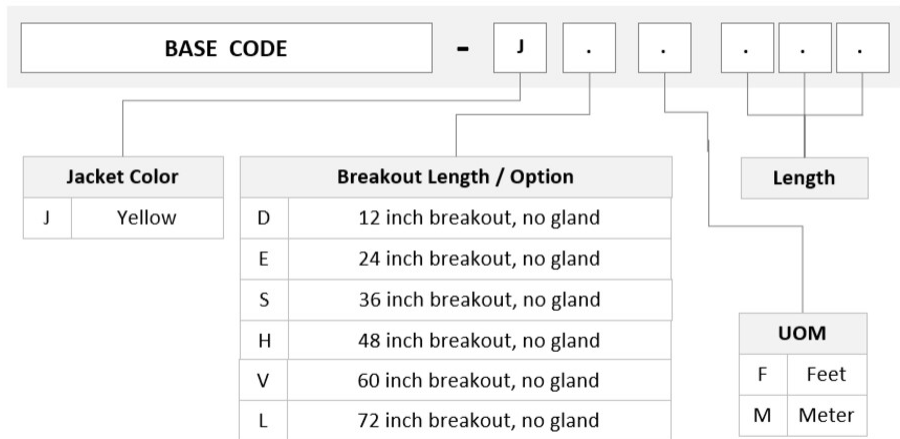 BASE CODE - J . . . . .
Jacket Color
J Yellow
Breakout Length / Option
D 12 inch breakout, no gland
E 24 inch breakout, no gland
S 36 inch breakout, no gland
H 48 inch breakout, no gland
V 60 inch breakout, no gland
L 72 inch breakout, no gland
Length
UOM
F Feet
M Meter